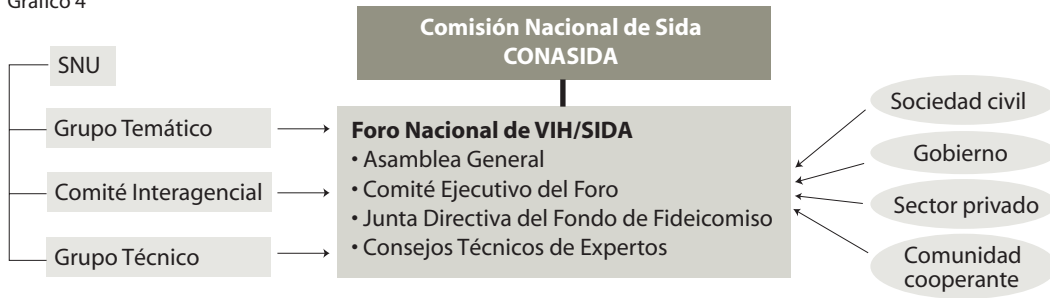 Gráfico 4
Comisión Nacional de Sida
CONASIDA
SNU
Grupo Temático
Comité Interagencial
Grupo Técnico
Foro Nacional de VIH/SIDA
• Asamblea General
• Comité Ejecutivo del Foro
• Junta Directiva del Fondo de Fideicomiso
• Consejos Técnicos de Expertos
Sociedad civil
Gobierno
Sector privado
Comunidad
cooperante